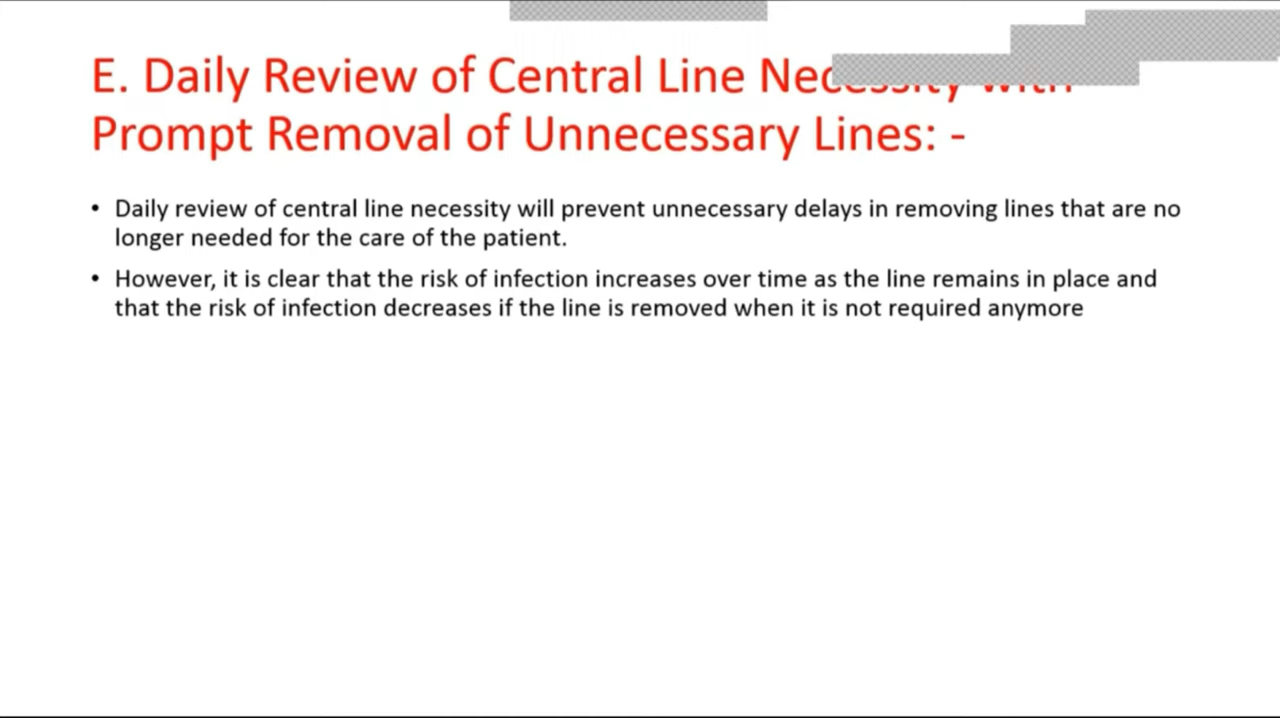 E. Daily Review of Central Line Necessity with
Prompt Removal of Unnecessary Lines: -
• Daily review of central line necessity will prevent unnecessary delays in removing lines that are no
longer needed for the care of the patient.
• However, it is clear that the risk of infection increases over time as the line remains in place and
that the risk of infection decreases if the line is removed when it is not required anymore